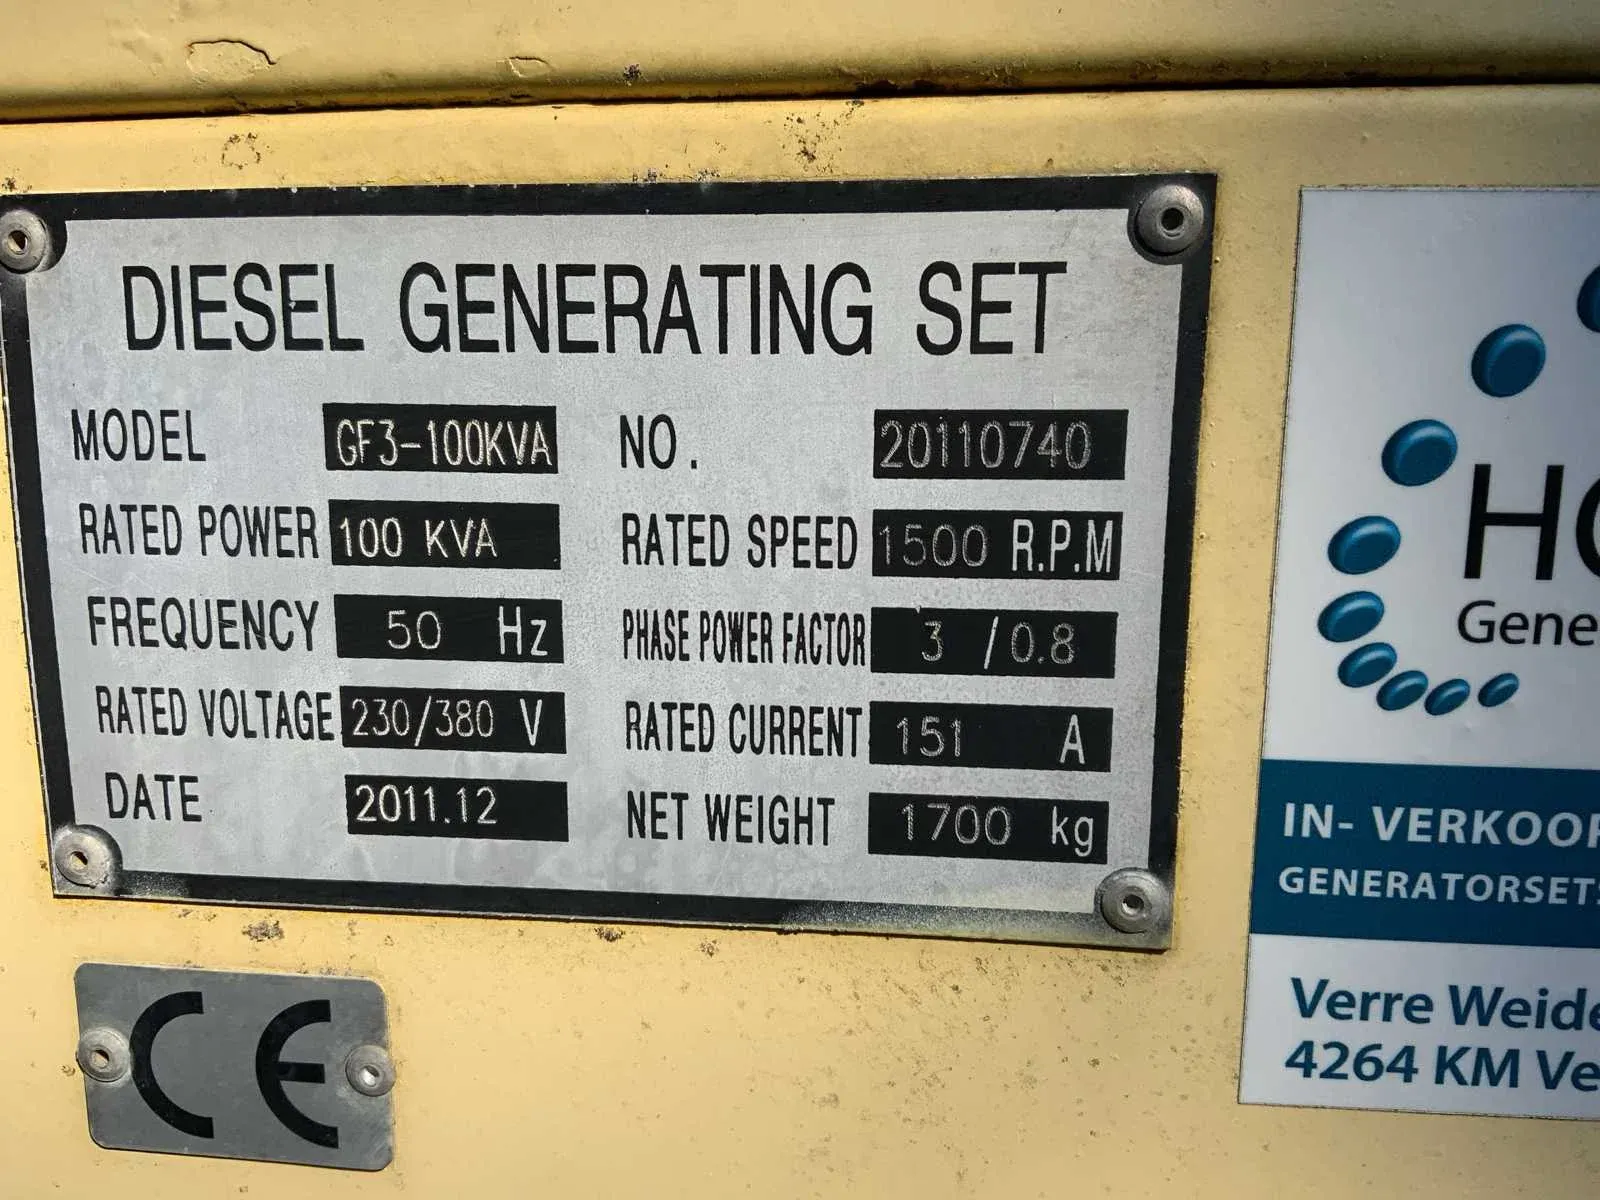 DIESEL GENERATING SET
MODEL GF3-100KVA NO. 20110740
RATED POWER 100 KVA RATED SPEED 1500 R.P.M
FREQUENCY 50 Hz PHASE POWER FACTOR 3 /0.8
RATED VOLTAGE 230/380 V RATED CURRENT 151 A
DATE 2011.12 NET WEIGHT 1700 kg
CE
IN- VERKOOP
GENERATORSETS
Verre Weide
4264 KM Ve